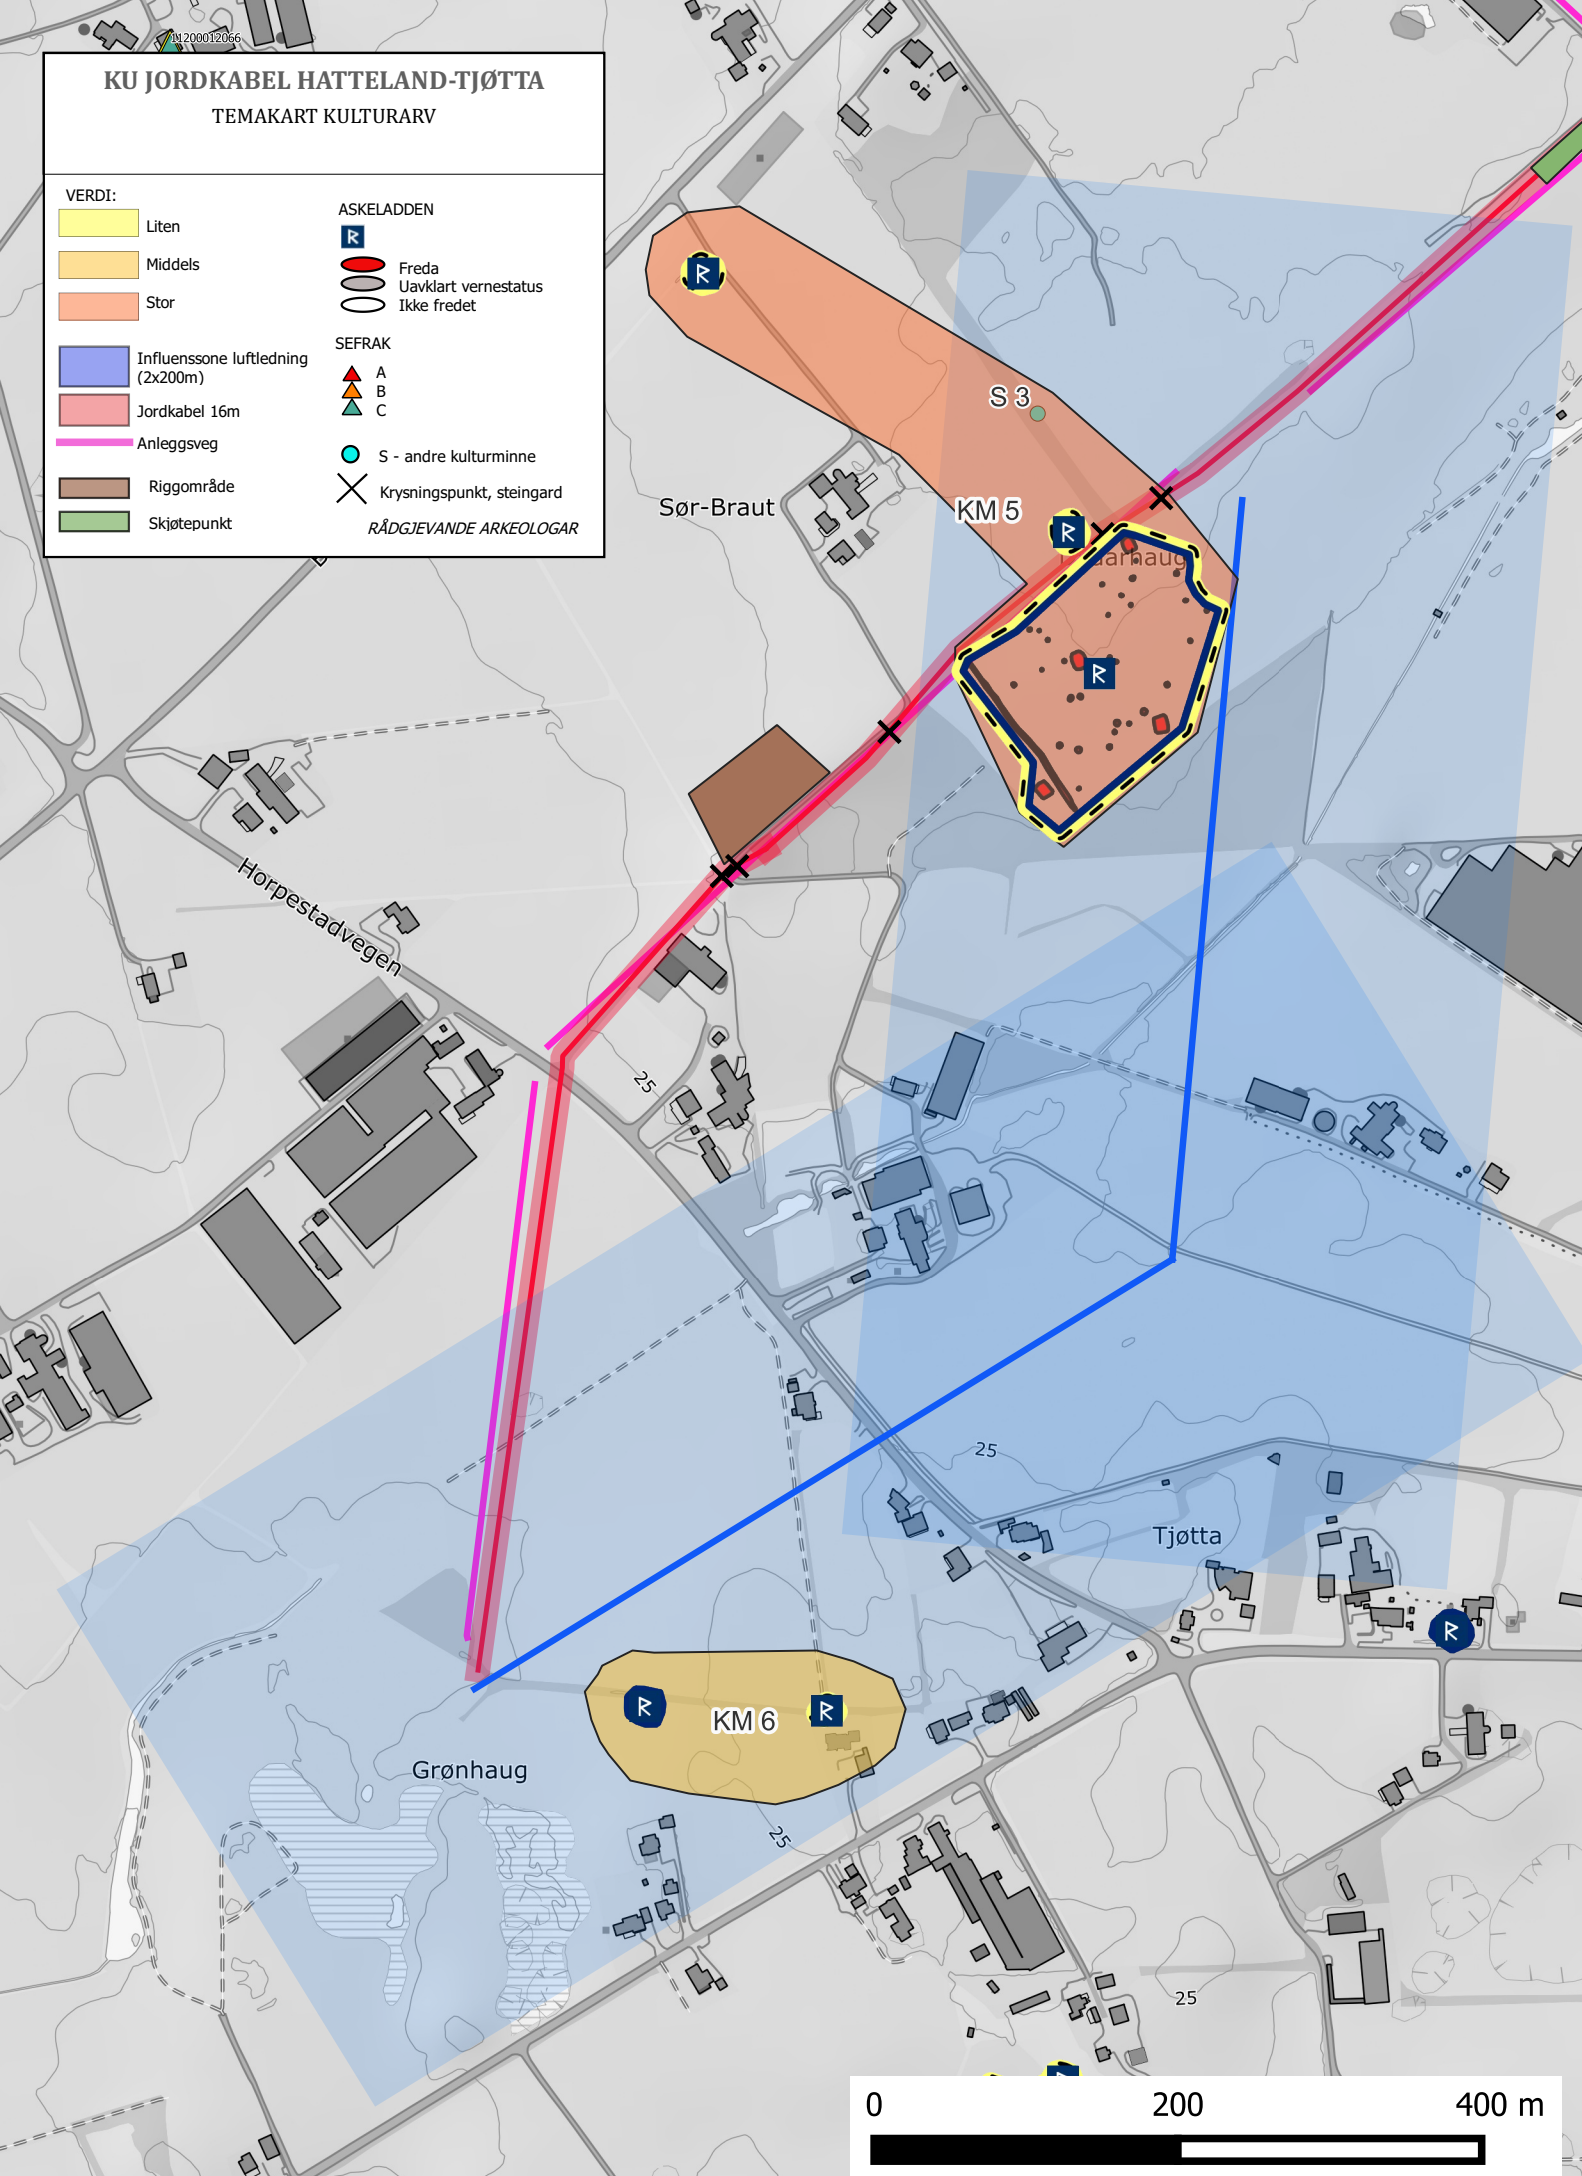 11200012066
KU JORDKABEL HATTELAND-TJØTTA
TEMAKART KULTURARV
VERDI:
Liten
Middels
Stor
Influenssone luftledning
(2x200m)
Jordkabel 16m
Anleggsveg
Riggområde
Skjøtepunkt
ASKELADDEN
Freda
Uavklart vernestatus
Ikke fredet
SEFRAK
A
B
C
S - andre kulturminne
Krysningspunkt, steingard
RÅDGJEVANDE ARKEOLOGAR
S 3
Sør-Braut
KM 5
Horpestadvegen
25
25
Tjøtta
KM 6
Grønhaug
25
25
0 200 400 m